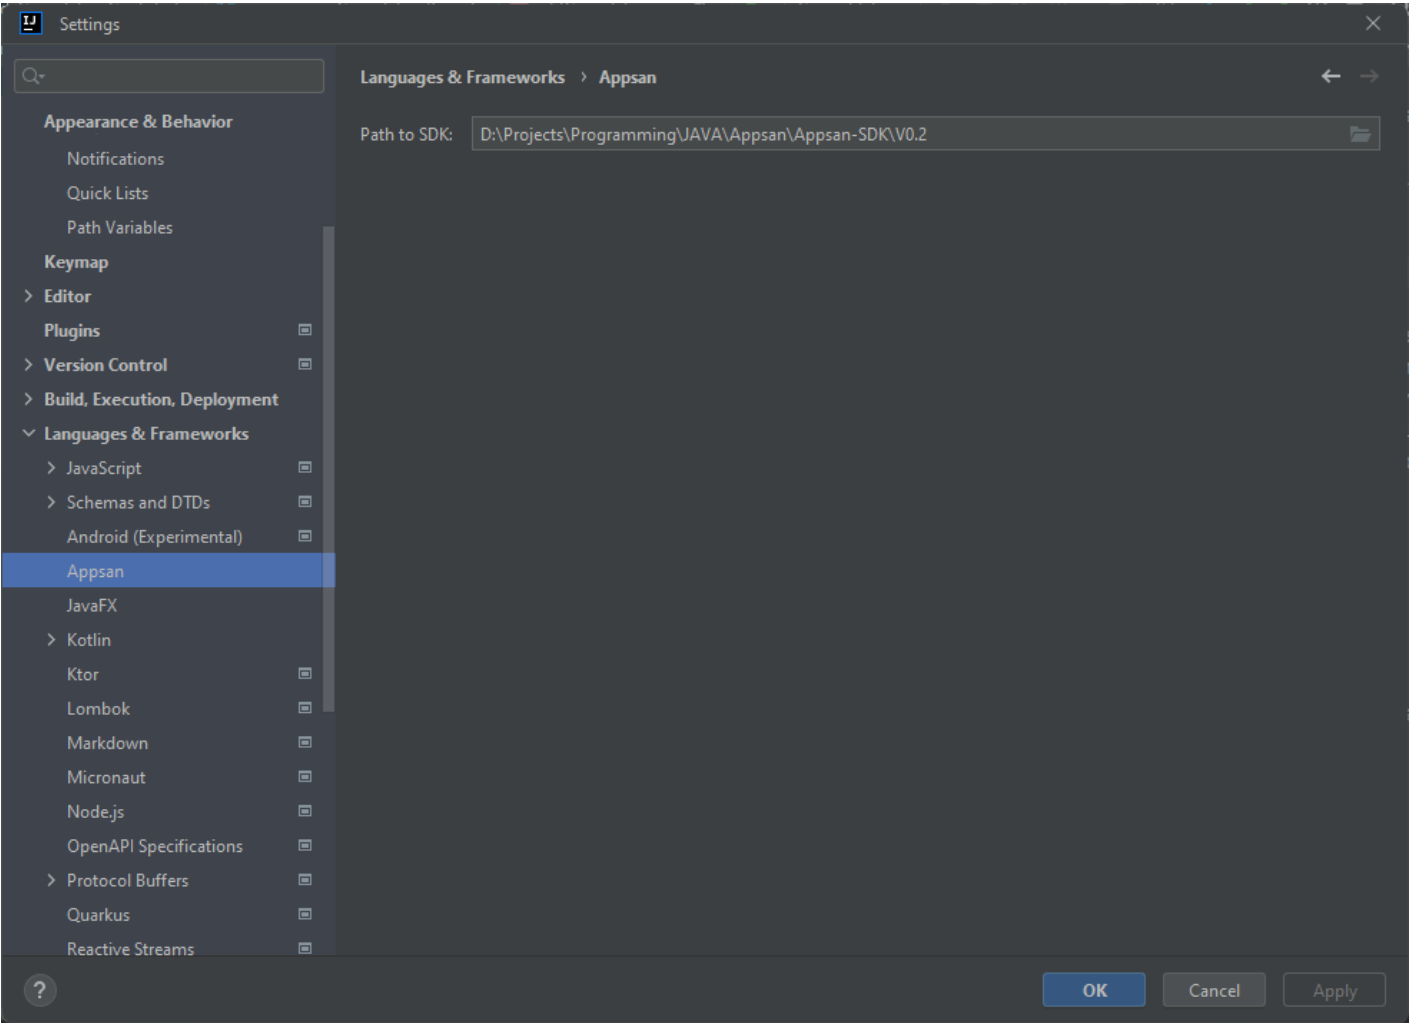 IJ
Settings
Appearance & Behavior
Notifications
Quick Lists
Path Variables
Keymap
Editor
Plugins
Version Control
Build, Execution, Deployment
Languages & Frameworks
JavaScript
Schemas and DTDs
Android (Experimental)
Appsan
JavaFX
Kotlin
Ktor
Lombok
Markdown
Micronaut
Node.js
OpenAPI Specifications
Protocol Buffers
Quarkus
Reactive Streams
Languages & Frameworks › Appsan
Path to SDK: D:\Projects\Programming\JAVA\Appsan\Appsan-SDK\V0.2
?
OK Cancel Apply